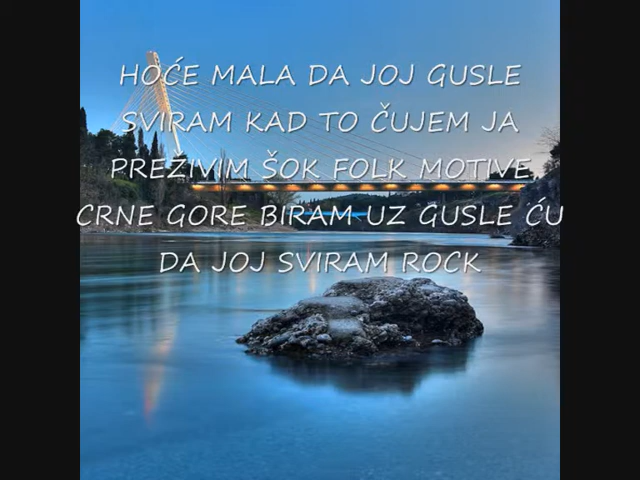 HOĆE MALA DA JOJ GUSLE
SVIRAM KAD TO ČUJEM JA
PREŽIVIM ŠOK FOLK MOTIVE
CRNE GORE BIRAM UZ GUSLE ĆU
DA JOJ SVIRAM ROCK